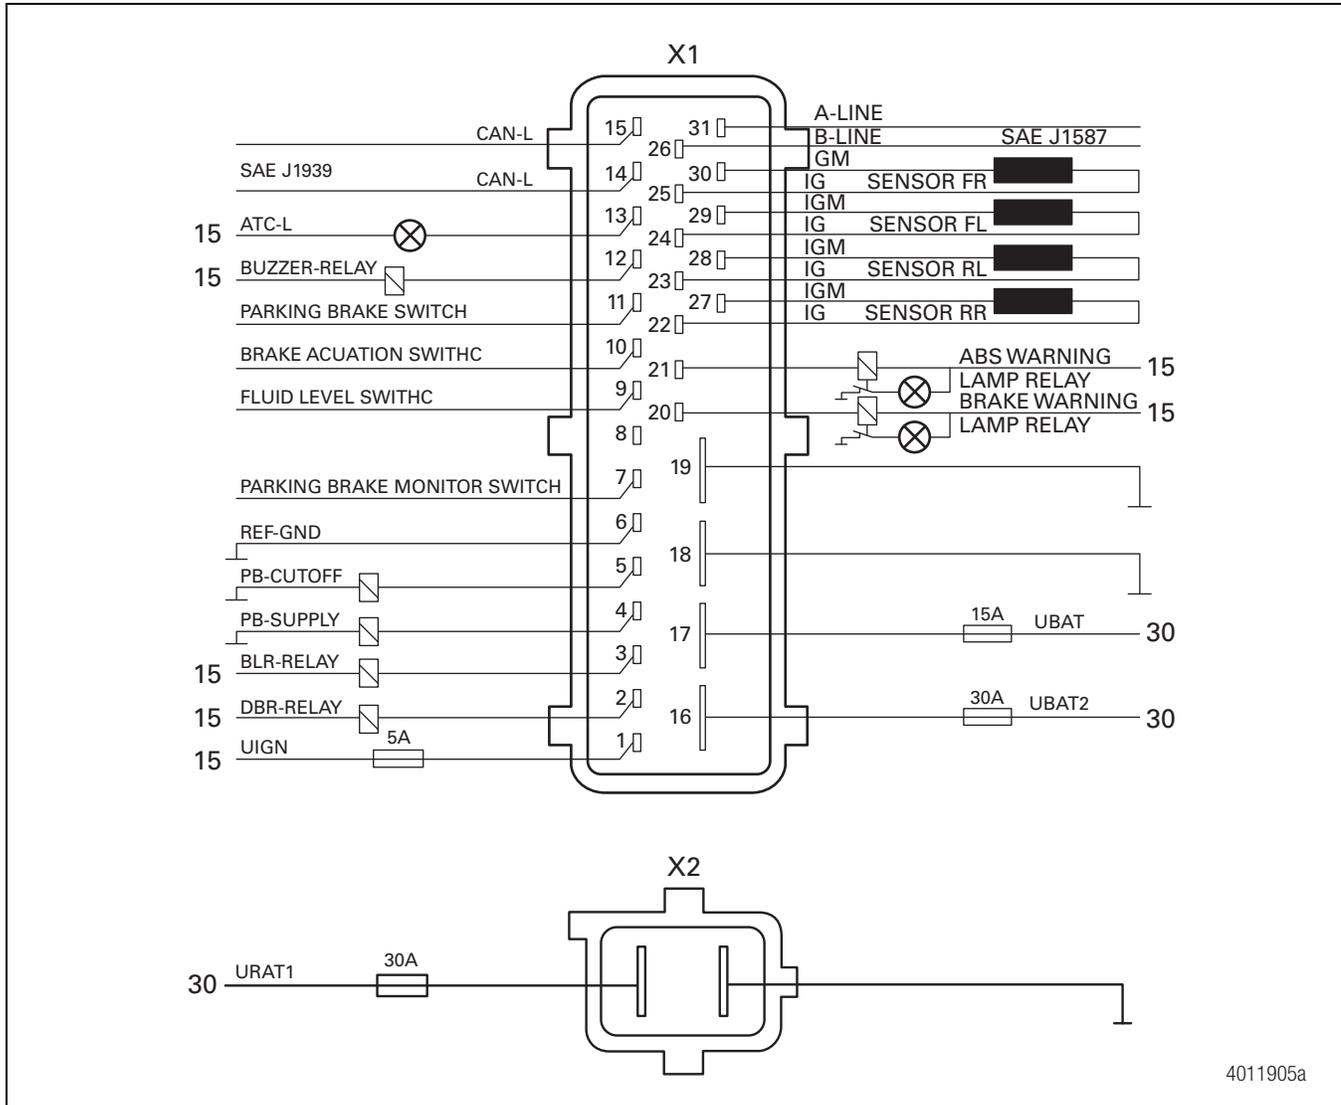 X1
CAN-L
SAE J1939
CAN-L
15 ATC-L
15 BUZZER-RELAY
PARKING BRAKE SWITCH
BRAKE ACUATION SWITHC
FLUID LEVEL SWITHC
PARKING BRAKE MONITOR SWITCH
REF-GND
PB-CUTOFF
PB-SUPPLY
15 BLR-RELAY
15 DBR-RELAY
15 UIGN 5A
15
14
13
12
11
10
9
8
7
6
5
4
3
2
1
31
26
30
25
29
24
28
23
27
22
21
20
19
18
17
16
A-LINE
B-LINE SAE J1587
GM
IG SENSOR FR
IGM
IG SENSOR FL
IGM
IG SENSOR RL
IGM
IG SENSOR RR
ABS WARNING 15
LAMP RELAY
BRAKE WARNING 15
LAMP RELAY
15A UBAT 30
30A UBAT2 30
X2
30 URAT1 30A
4011905a